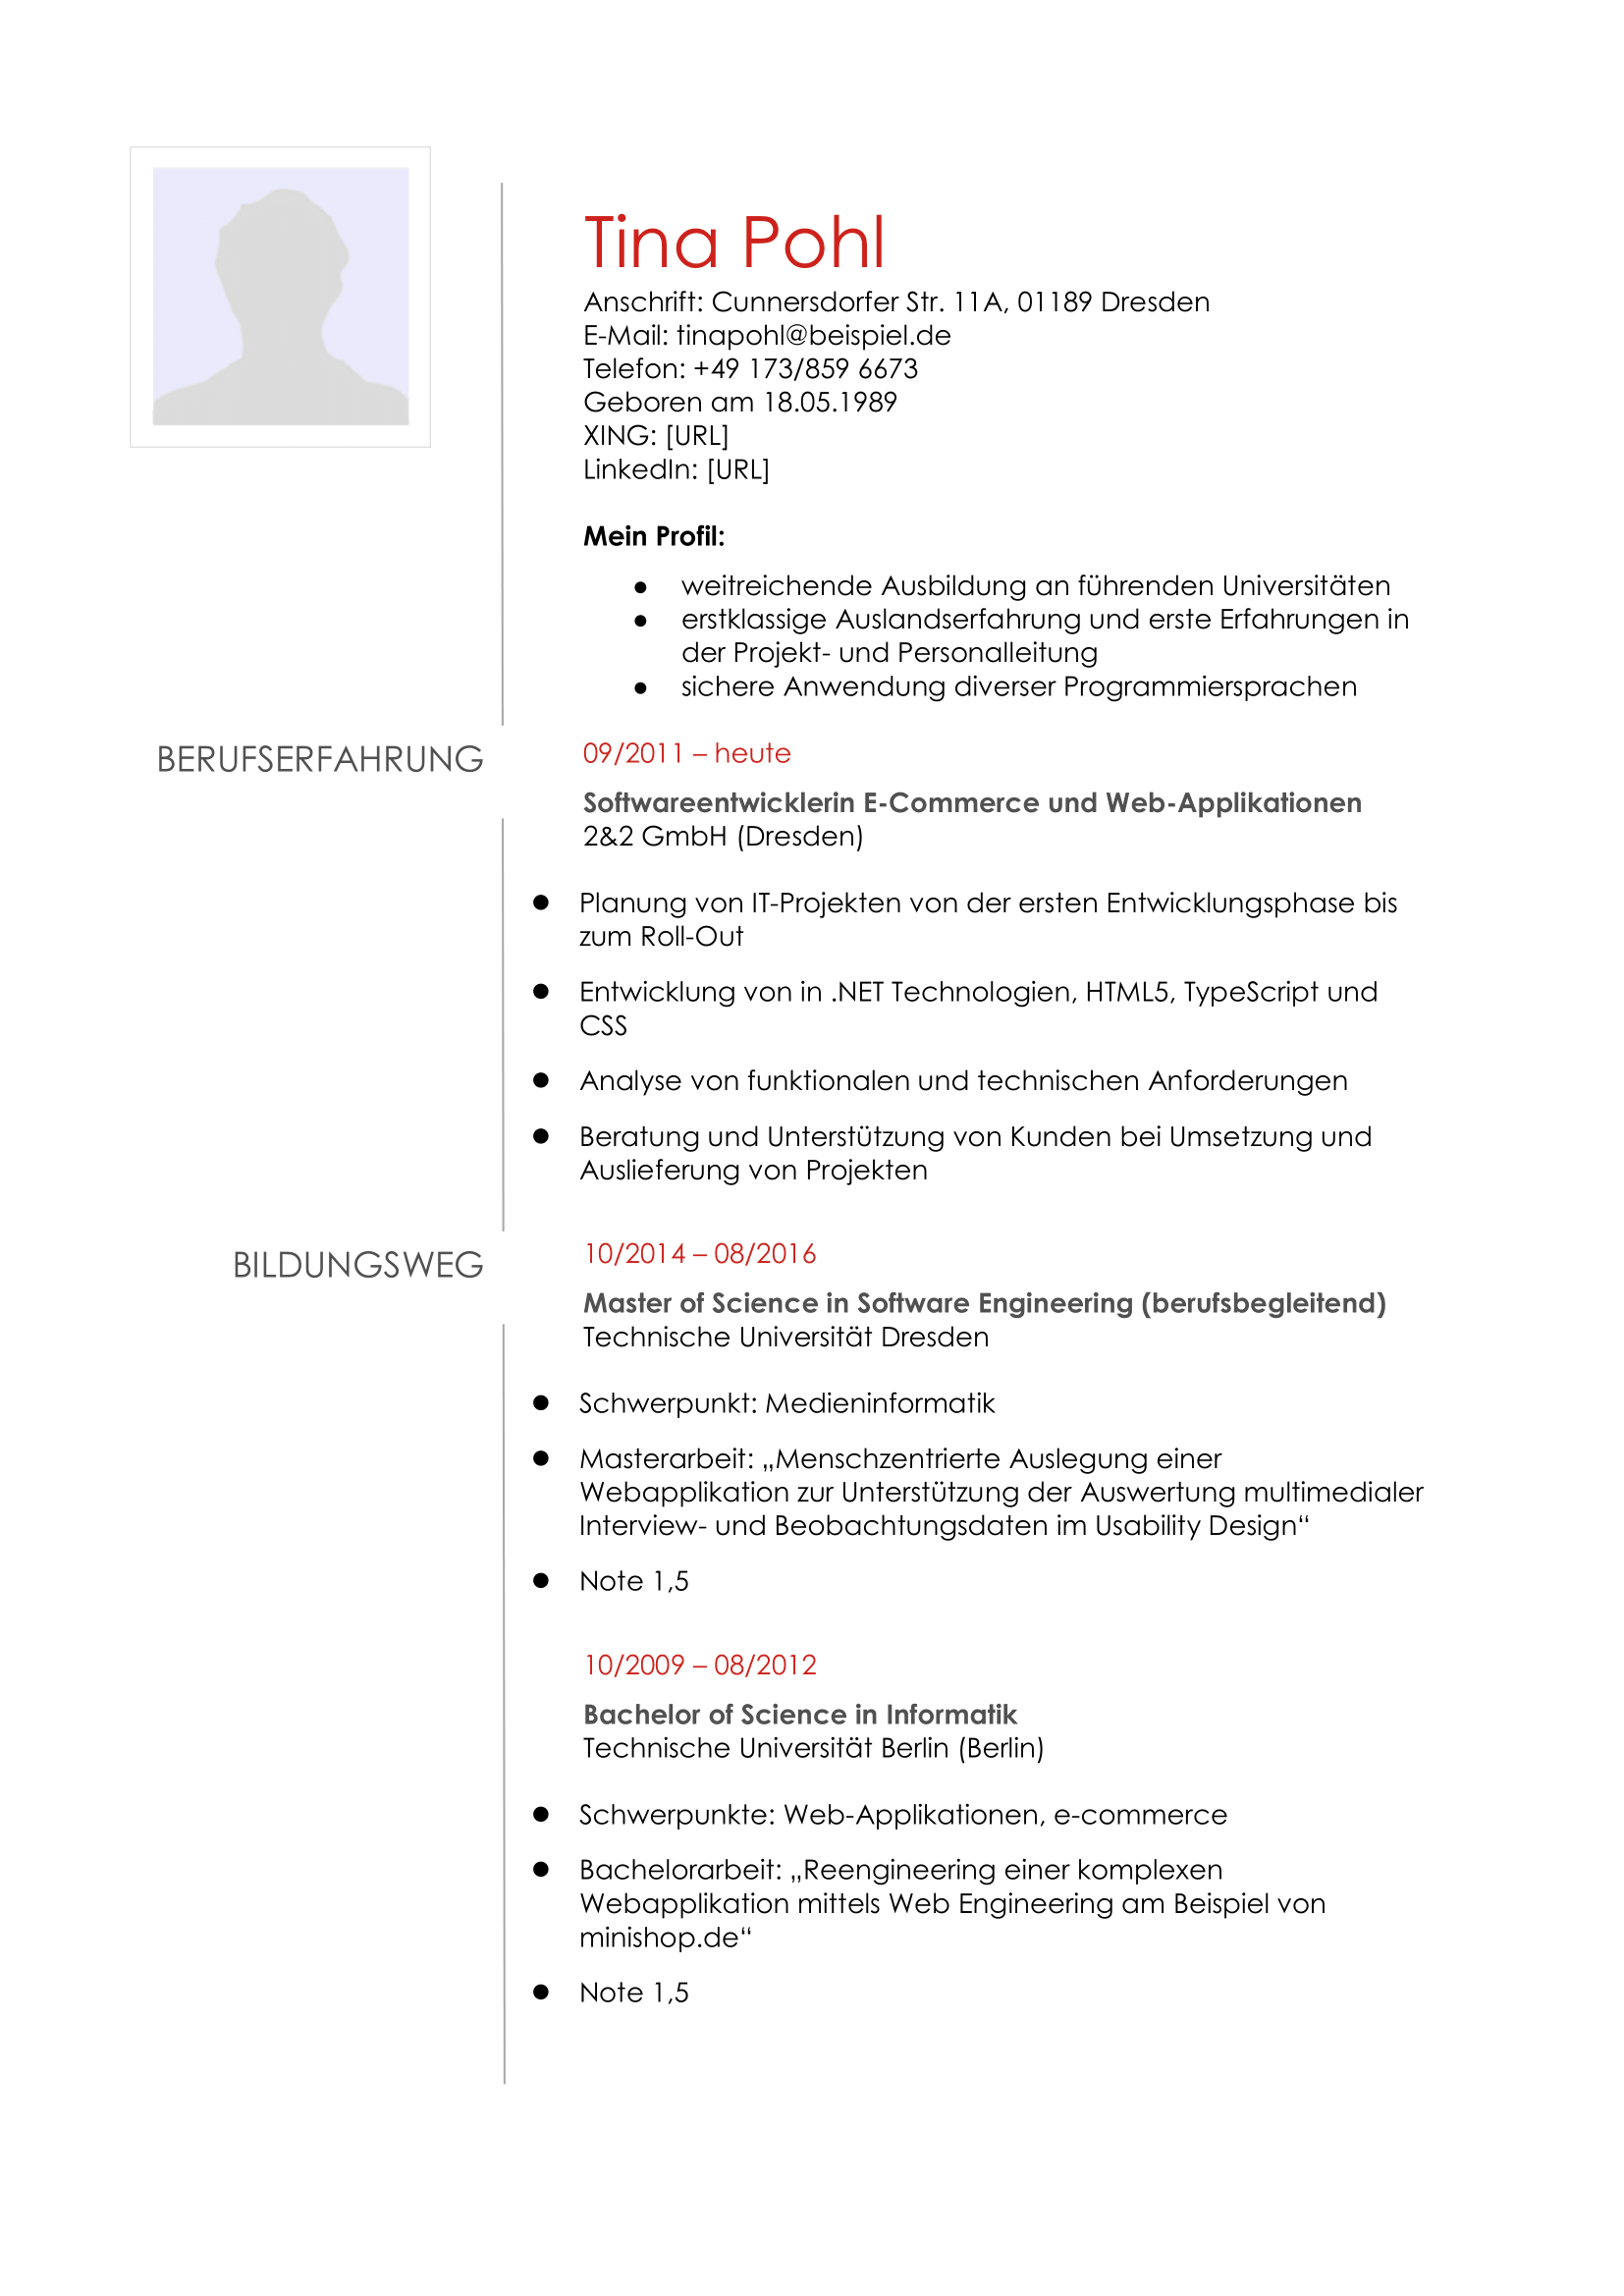 Tina Pohl
Anschrift: Cunnersdorfer Str. 11A, 01189 Dresden
E-Mail: tinapohl@beispiel.de
Telefon: +49 173/859 6673
Geboren am 18.05.1989
XING: [URL]
LinkedIn: [URL]
Mein Profil:
● weitreichende Ausbildung an führenden Universitäten
● erstklassige Auslandserfahrung und erste Erfahrungen in
der Projekt- und Personalleitung
● sichere Anwendung diverser Programmiersprachen
BERUFSERFAHRUNG
09/2011 – heute
Softwareentwicklerin E-Commerce und Web-Applikationen
2&2 GmbH (Dresden)
● Planung von IT-Projekten von der ersten Entwicklungsphase bis
zum Roll-Out
● Entwicklung von in .NET Technologien, HTML5, TypeScript und
CSS
● Analyse von funktionalen und technischen Anforderungen
● Beratung und Unterstützung von Kunden bei Umsetzung und
Auslieferung von Projekten
BILDUNGSWEG
10/2014 – 08/2016
Master of Science in Software Engineering (berufsbegleitend)
Technische Universität Dresden
● Schwerpunkt: Medieninformatik
● Masterarbeit: „Menschzentrierte Auslegung einer
Webapplikation zur Unterstützung der Auswertung multimedialer
Interview- und Beobachtungsdaten im Usability Design“
● Note 1,5
10/2009 – 08/2012
Bachelor of Science in Informatik
Technische Universität Berlin (Berlin)
● Schwerpunkte: Web-Applikationen, e-commerce
● Bachelorarbeit: „Reengineering einer komplexen
Webapplikation mittels Web Engineering am Beispiel von
minishop.de“
● Note 1,5